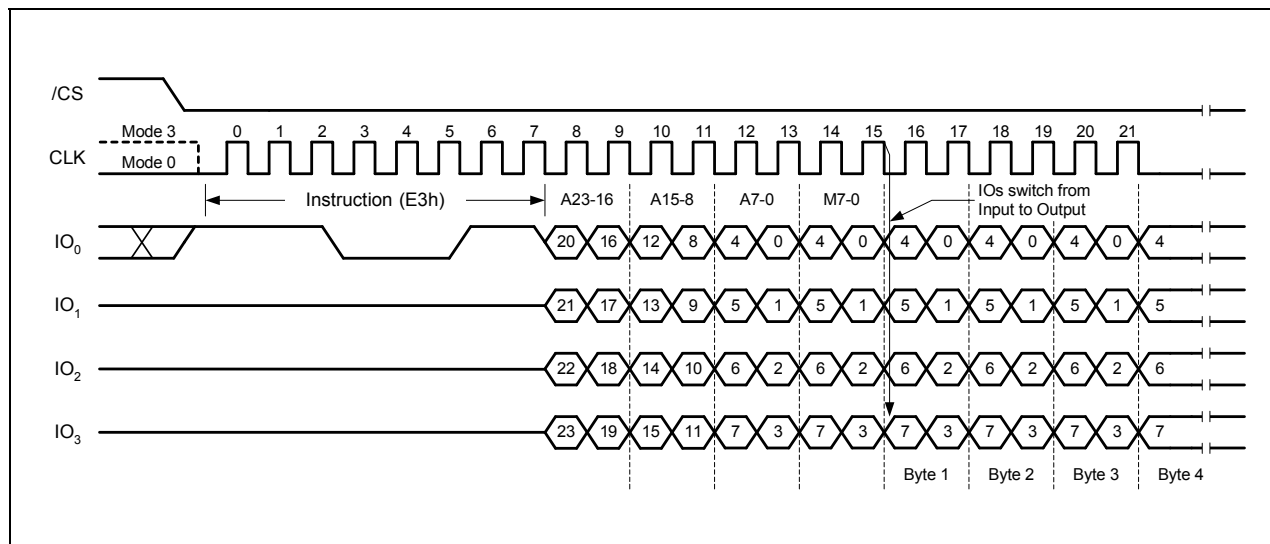 /CS
Mode 3
0 1 2 3 4 5 6 7 8 9 10 11 12 13 14 15 16 17 18 19 20 21
CLK
Mode 0
Instruction (E3h)
A23-16 A15-8 A7-0 M7-0
IOs switch from
Input to Output
IO0 20 16 12 8 4 0 4 0 4 0 4 0 4 0 4
IO1 21 17 13 9 5 1 5 1 5 1 5 1 5 1 5
IO2 22 18 14 10 6 2 6 2 6 2 6 2 6 2 6
IO3 23 19 15 11 7 3 7 3 7 3 7 3 7 3 7
Byte 1 Byte 2 Byte 3 Byte 4